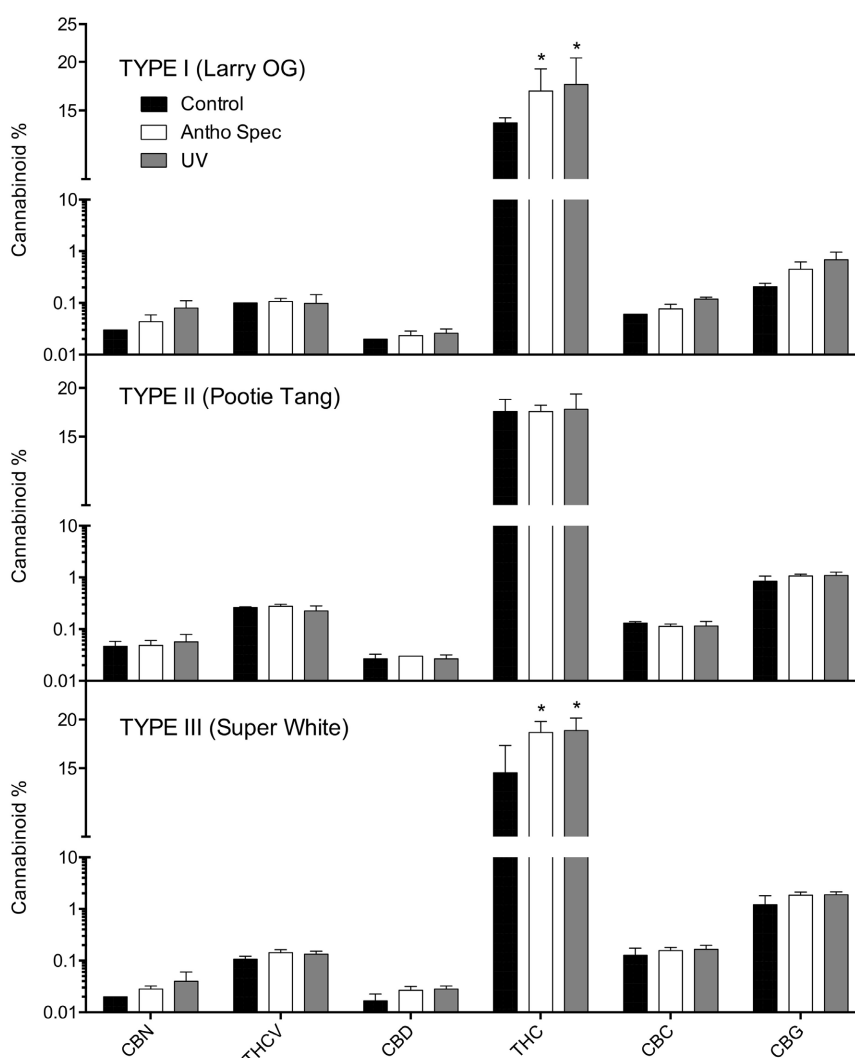 25
20
* *
TYPE I (Larry OG)
Control
15
Antho Spec
UV
Cannabinoid %
10
1
0.1
0.01
20
TYPE II (Pootie Tang)
15
Cannabinoid %
10
1
0.1
0.01
* *
20
TYPE III (Super White)
15
Cannabinoid %
10
1
0.1
0.01
CBN THCV CBD THC CBC CBG